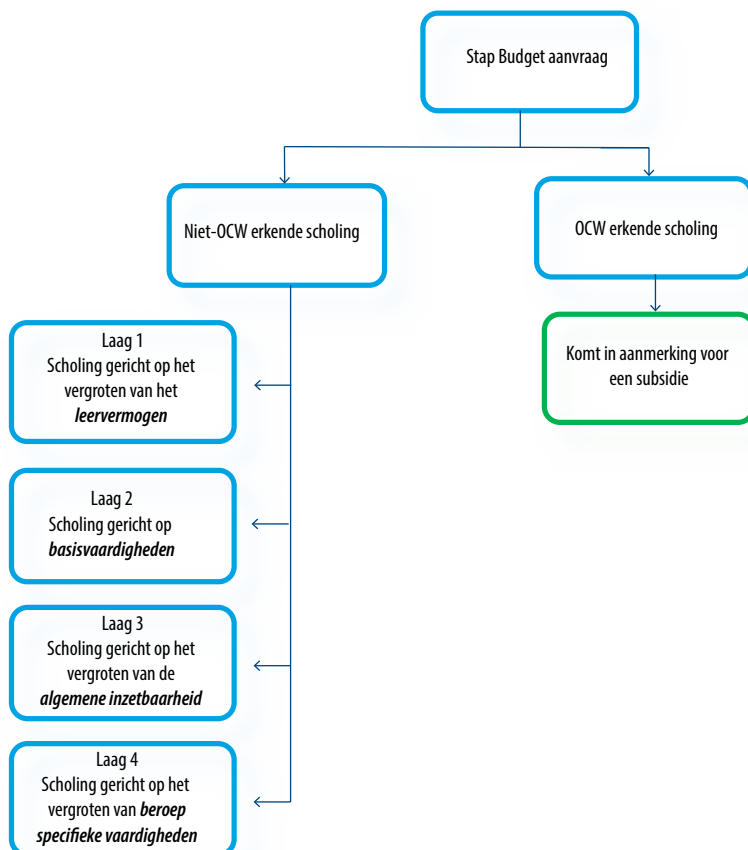 Stap Budget aanvraag
Niet-OCW erkende scholing
OCW erkende scholing
Komt in aanmerking voor
een subsidie
Laag 1
Scholing gericht op het
vergroten van het
leervermogen
Laag 2
Scholing gericht op
basisvaardigheden
Laag 3
Scholing gericht op het
vergroten van de
algemene inzetbaarheid
Laag 4
Scholing gericht op het
vergroten van beroep
specifieke vaardigheden